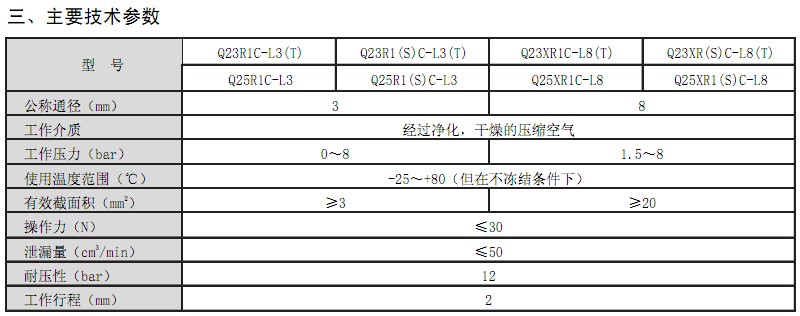 三、主要技术参数
型 号
Q23R1C-L3(T) Q23R1(S)C-L3(T) Q23XR1C-L8(T) Q23XR(S)C-L8(T)
Q25R1C-L3 Q25R1(S)C-L3 Q25XR1C-L8 Q25XR1(S)C-L8
公称通径(mm) 3 8
工作介质 经过净化，干燥的压缩空气
工作压力(bar) 0～8 1.5～8
使用温度范围(℃) -25～+80(但在不冻结条件下)
有效截面积(mm²) ≥3 ≥20
操作力(N) ≤30
泄漏量(cm³/min) ≤50
耐压性(bar) 12
工作行程(mm) 2